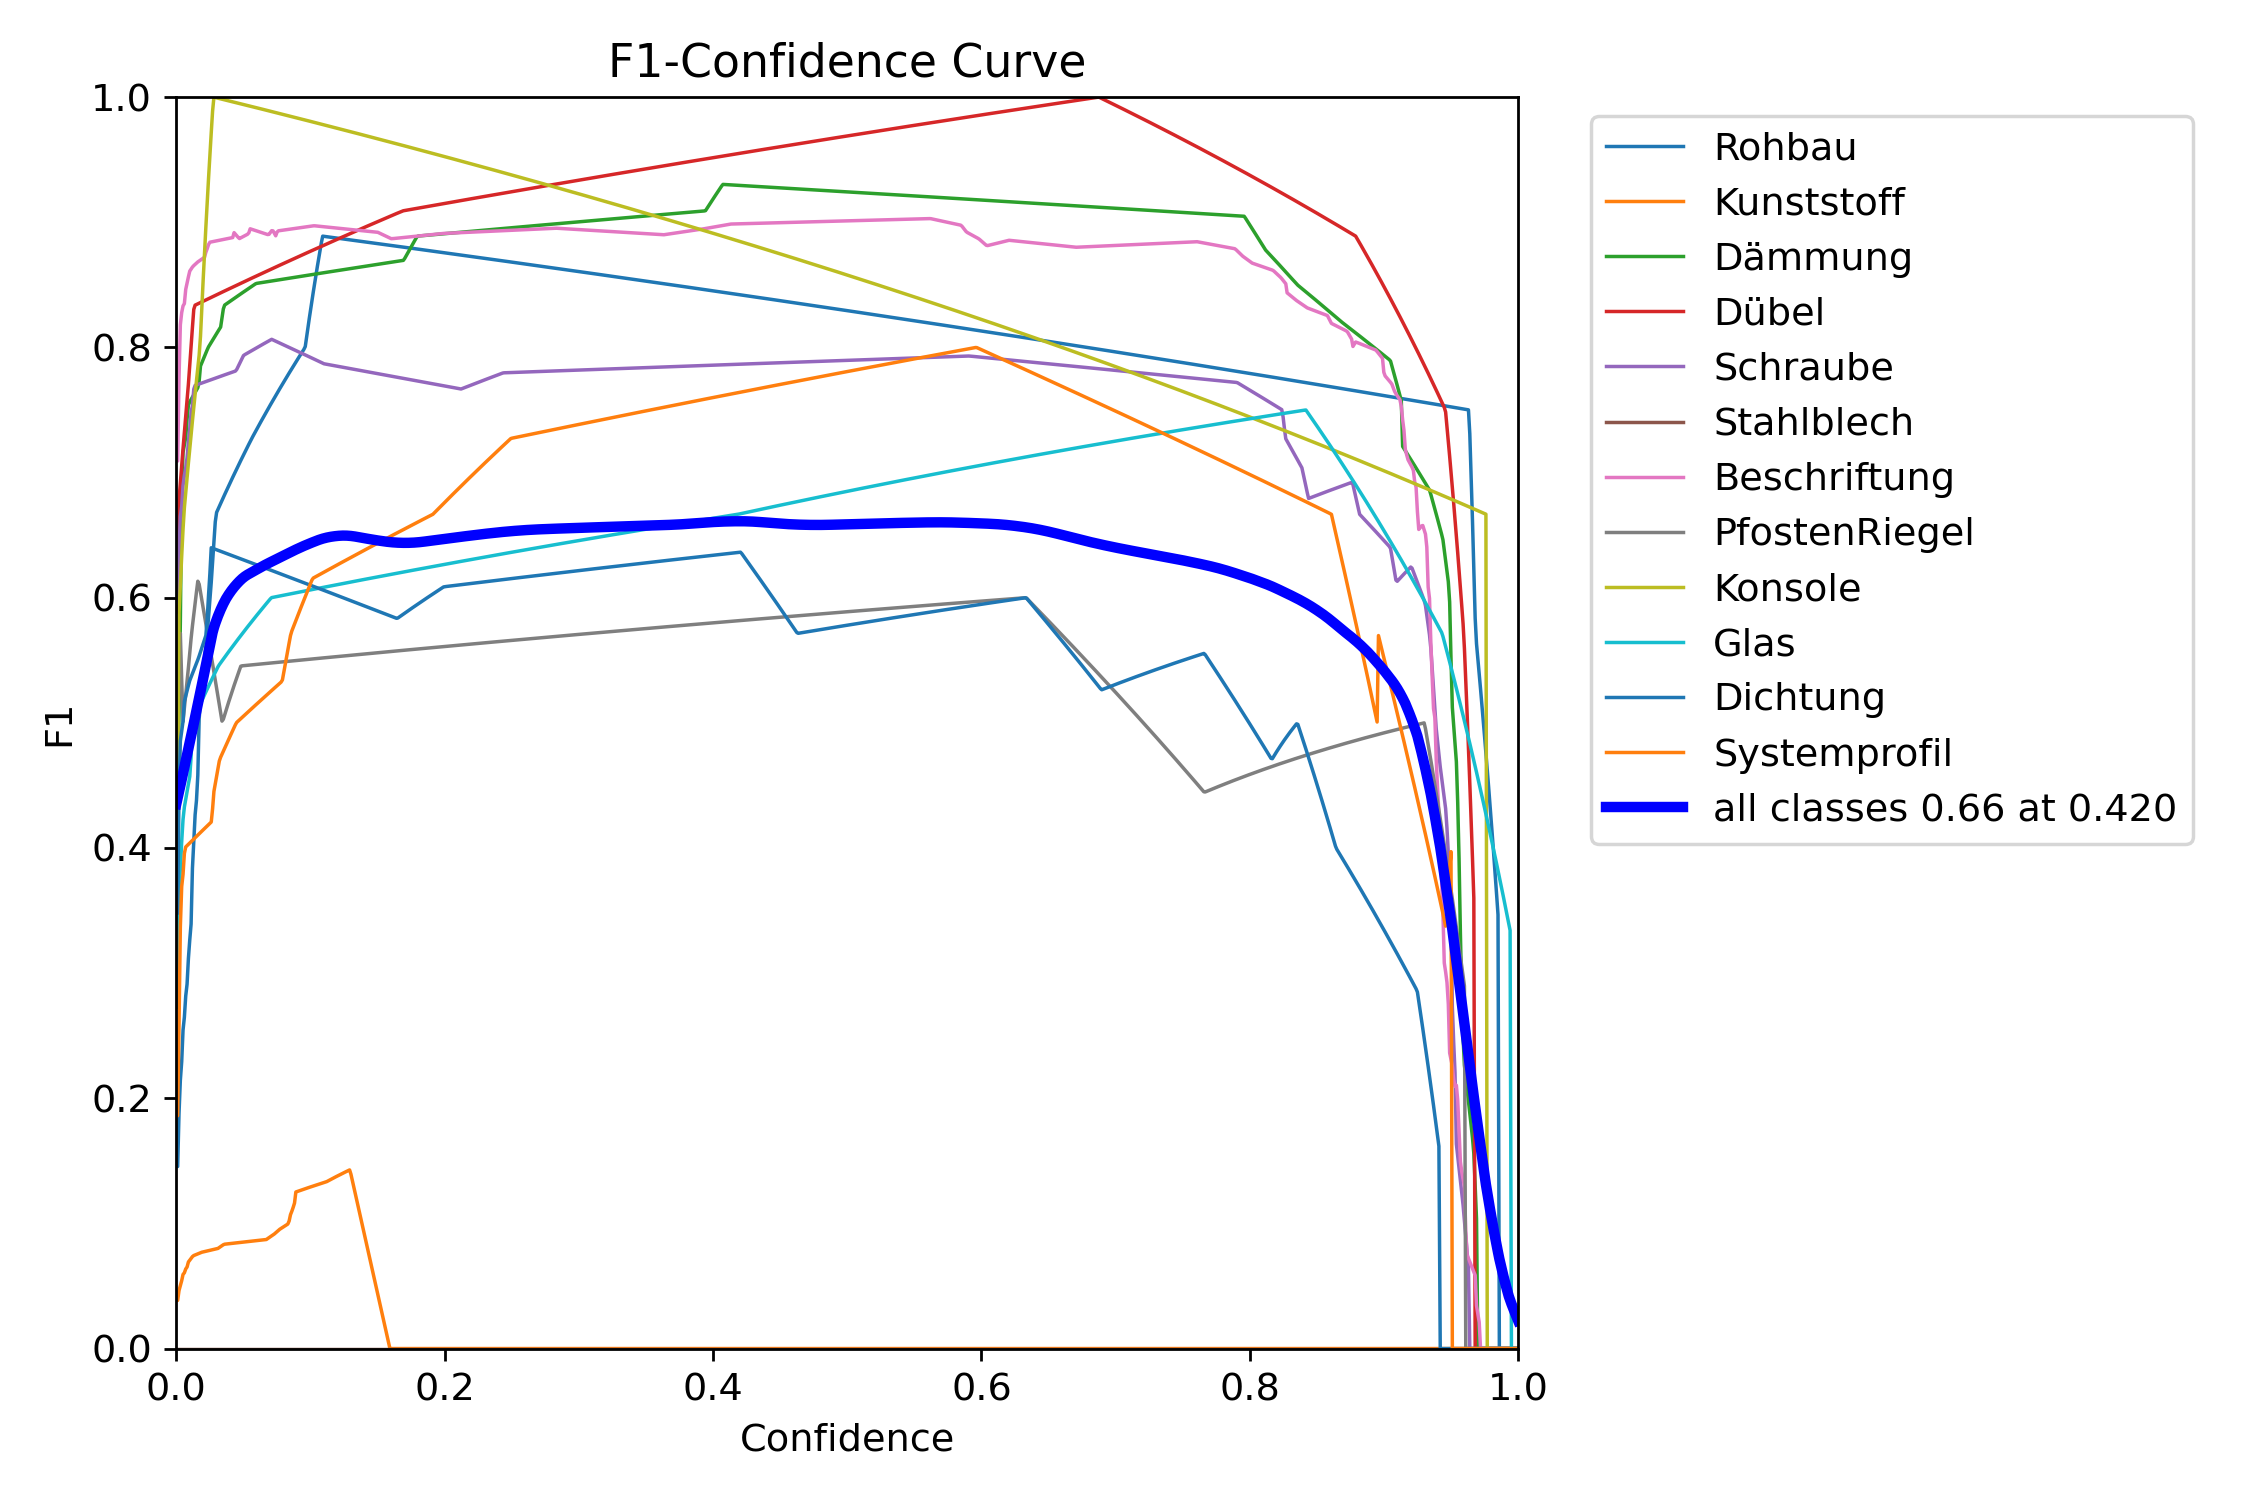 F1-Confidence Curve
1.0
0.8
0.6
0.4
0.2
0.0
F1
0.0 0.2 0.4 0.6 0.8 1.0
Confidence
Rohbau
Kunststoff
Dämmung
Dübel
Schraube
Stahlblech
Beschriftung
PfostenRiegel
Konsole
Glas
Dichtung
Systemprofil
all classes 0.66 at 0.420